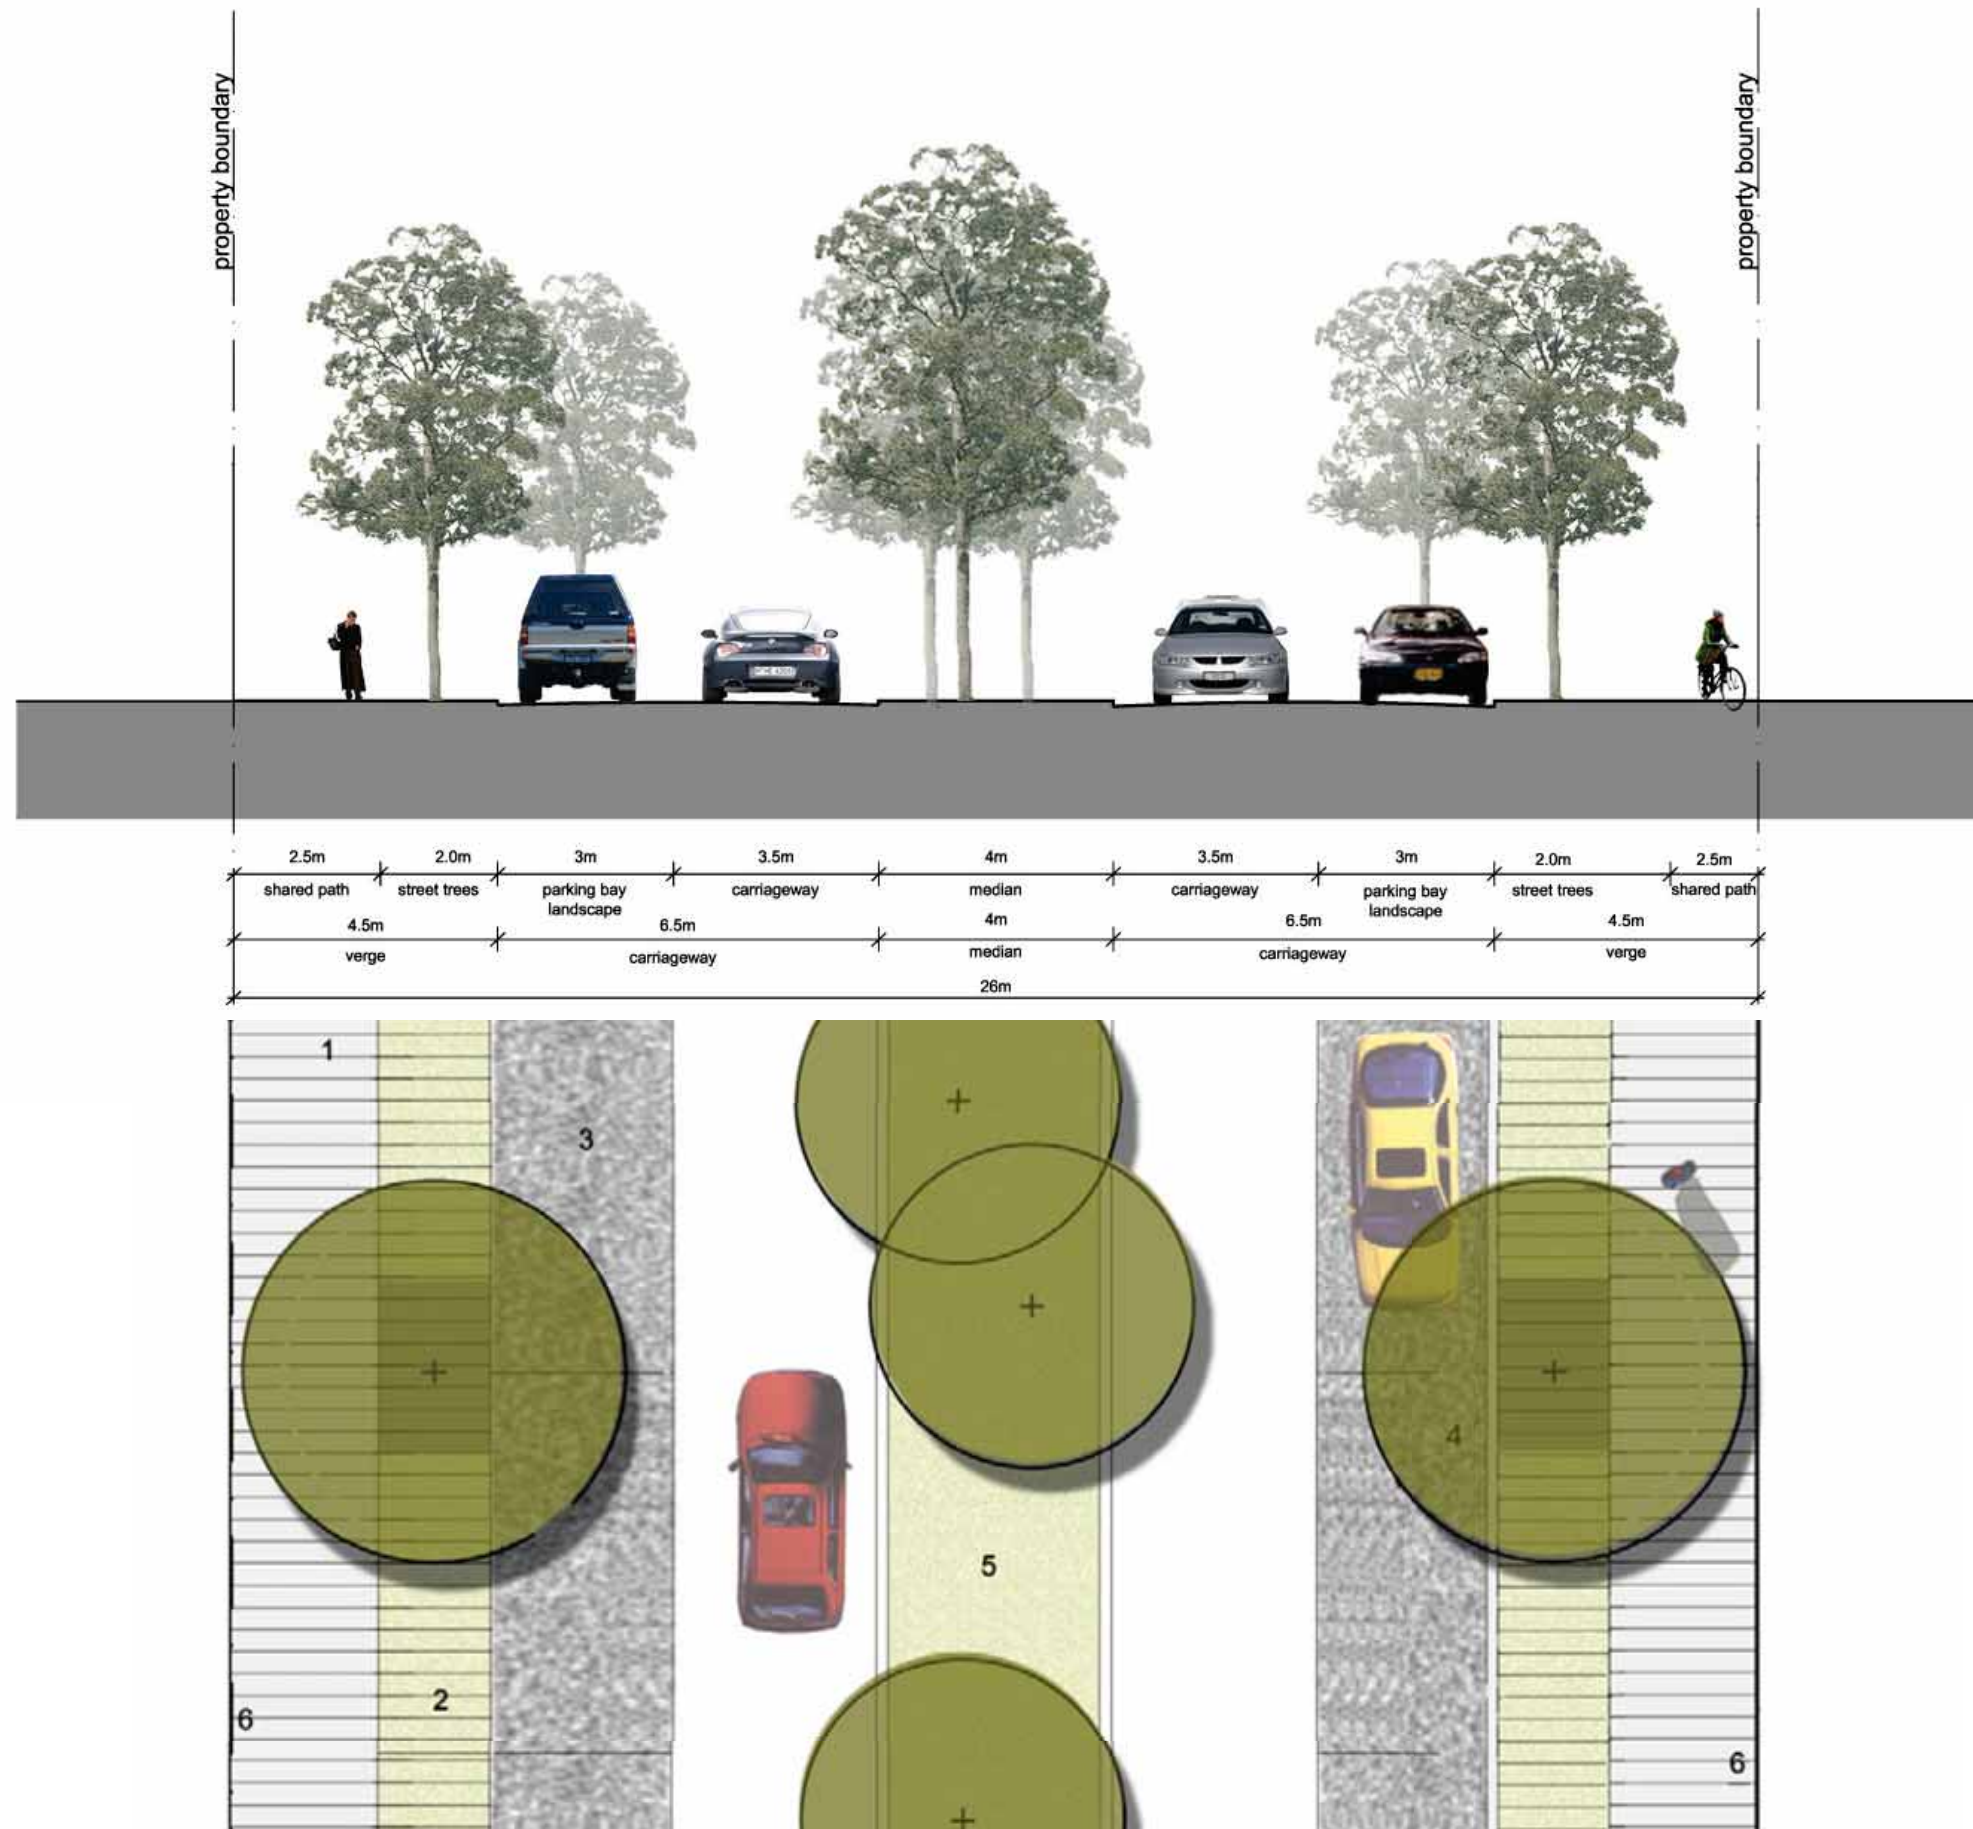 property boundary
property boundary
2.5m 2.0m 3m 3.5m 4m 3.5m 3m 2.0m 2.5m
shared path street trees parking bay carriageway median carriageway parking bay street trees shared path
landscape landscape
4.5m 6.5m 4m 6.5m 4.5m
verge carriageway median carriageway verge
26m
1
3
4
5
2
6
6